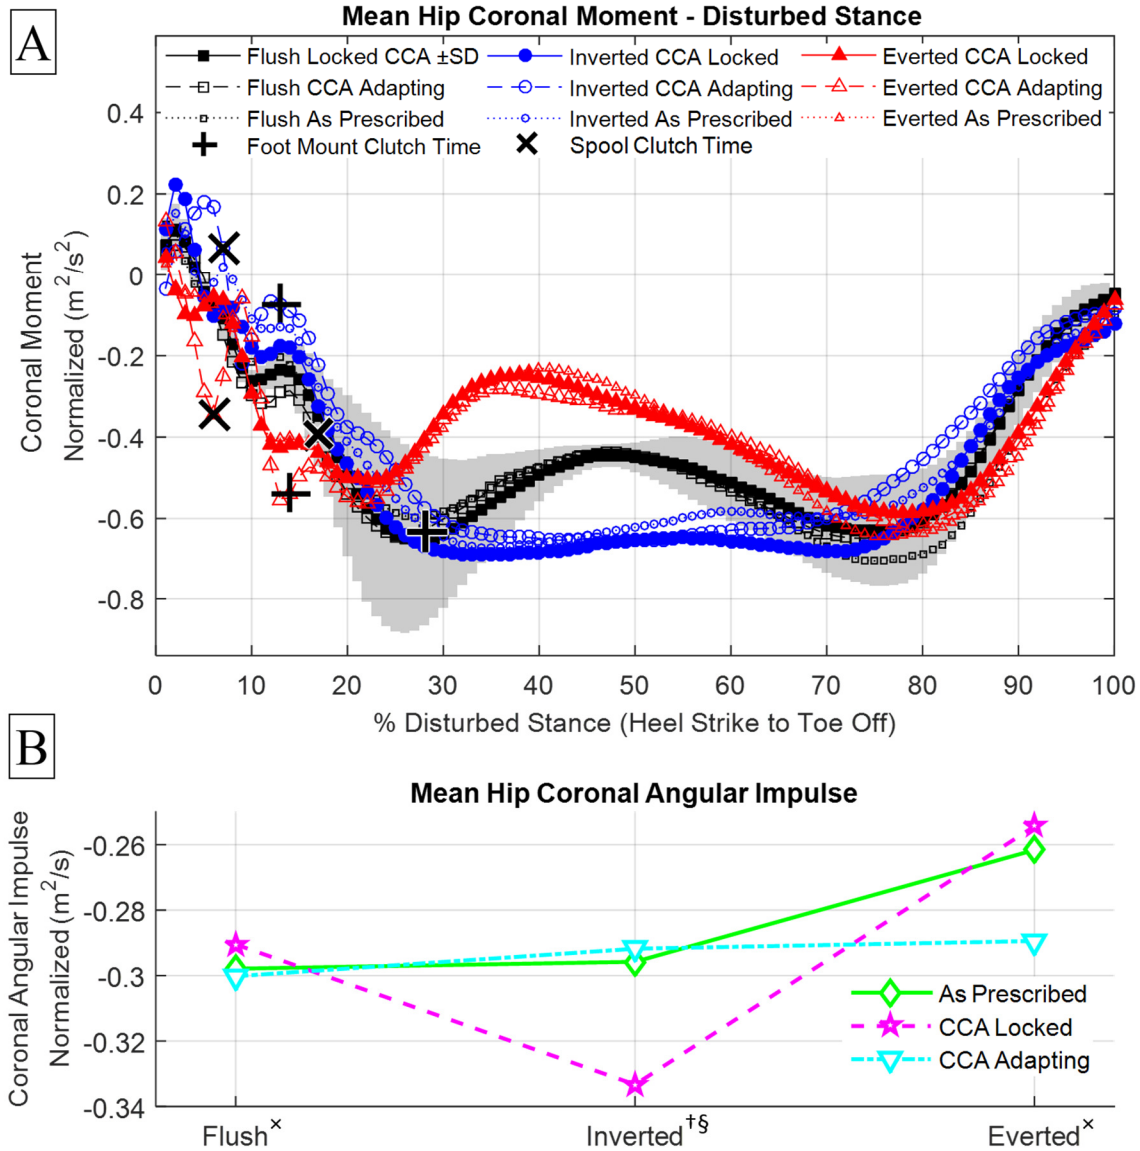 A
Mean Hip Coronal Moment - Disturbed Stance
Flush Locked CCA ±SD Inverted CCA Locked Everted CCA Locked
Flush CCA Adapting Inverted CCA Adapting Everted CCA Adapting
Flush As Prescribed Inverted As Prescribed Everted As Prescribed
Foot Mount Clutch Time Spool Clutch Time
Coronal Moment
Normalized (m²/s²)
0.4
0.2
0
-0.2
-0.4
-0.6
-0.8
0 10 20 30 40 50 60 70 80 90 100
% Disturbed Stance (Heel Strike to Toe Off)
B
Mean Hip Coronal Angular Impulse
Coronal Angular Impulse
Normalized (m²/s)
-0.26
-0.28
-0.3
-0.32
-0.34
As Prescribed
CCA Locked
CCA Adapting
Flush× Inverted†§ Everted×